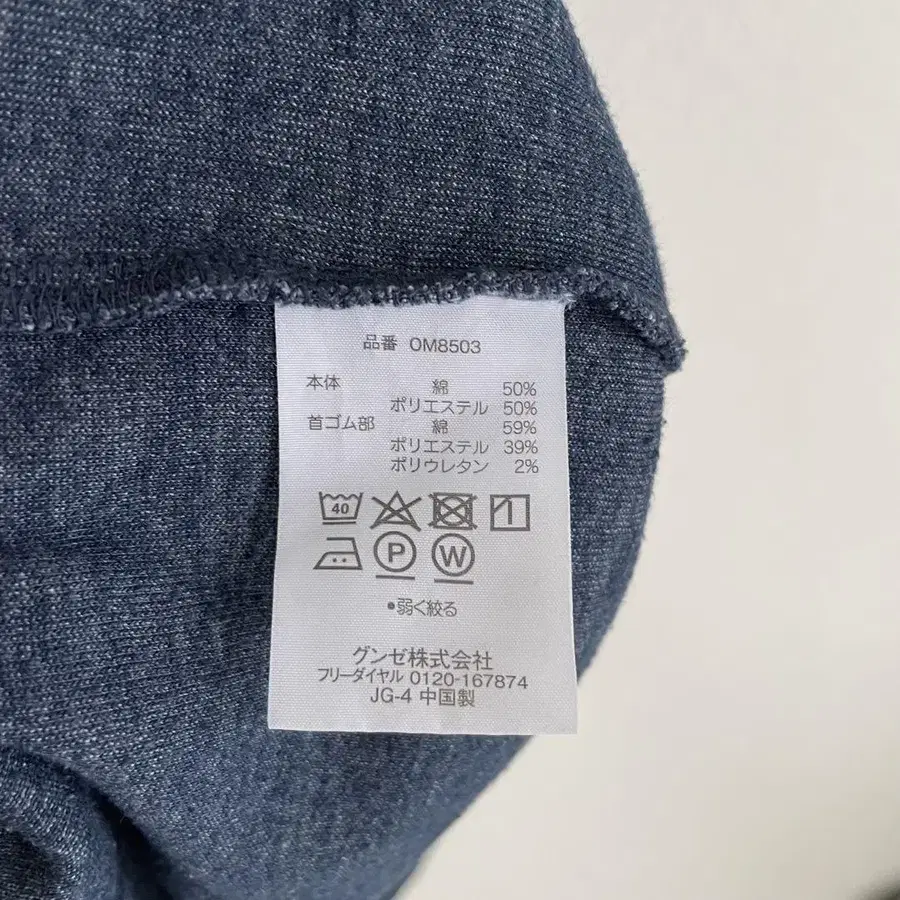 品番 OM8503
本体 綿 50%
ポリエステル 50%
首ゴム部 綿 59%
ポリエステル 39%
ポリウレタン 2%
40
P W
•弱く絞る
グンゼ株式会社
フリーダイヤル 0120-167874
JG-4 中国製